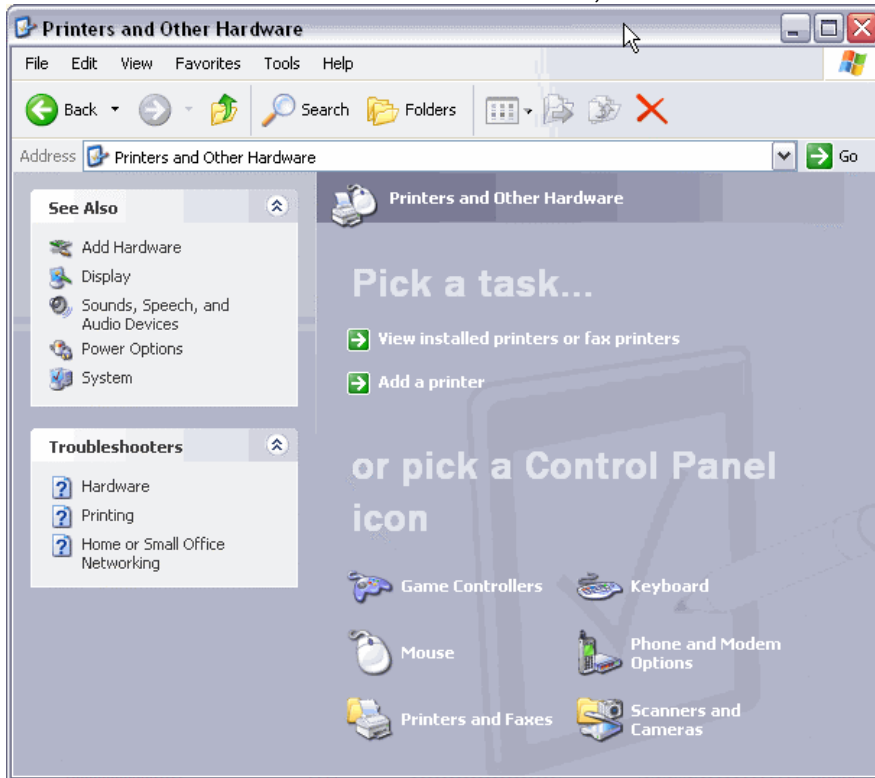 Printers and Other Hardware
File Edit View Favorites Tools Help
Back Search Folders
Address Printers and Other Hardware Go
See Also
Add Hardware
Display
Sounds, Speech, and
Audio Devices
Power Options
System
Troubleshooters
Hardware
Printing
Home or Small Office
Networking
Printers and Other Hardware
Pick a task...
View installed printers or fax printers
Add a printer
or pick a Control Panel
icon
Game Controllers
Keyboard
Mouse
Phone and Modem
Options
Printers and Faxes
Scanners and
Cameras